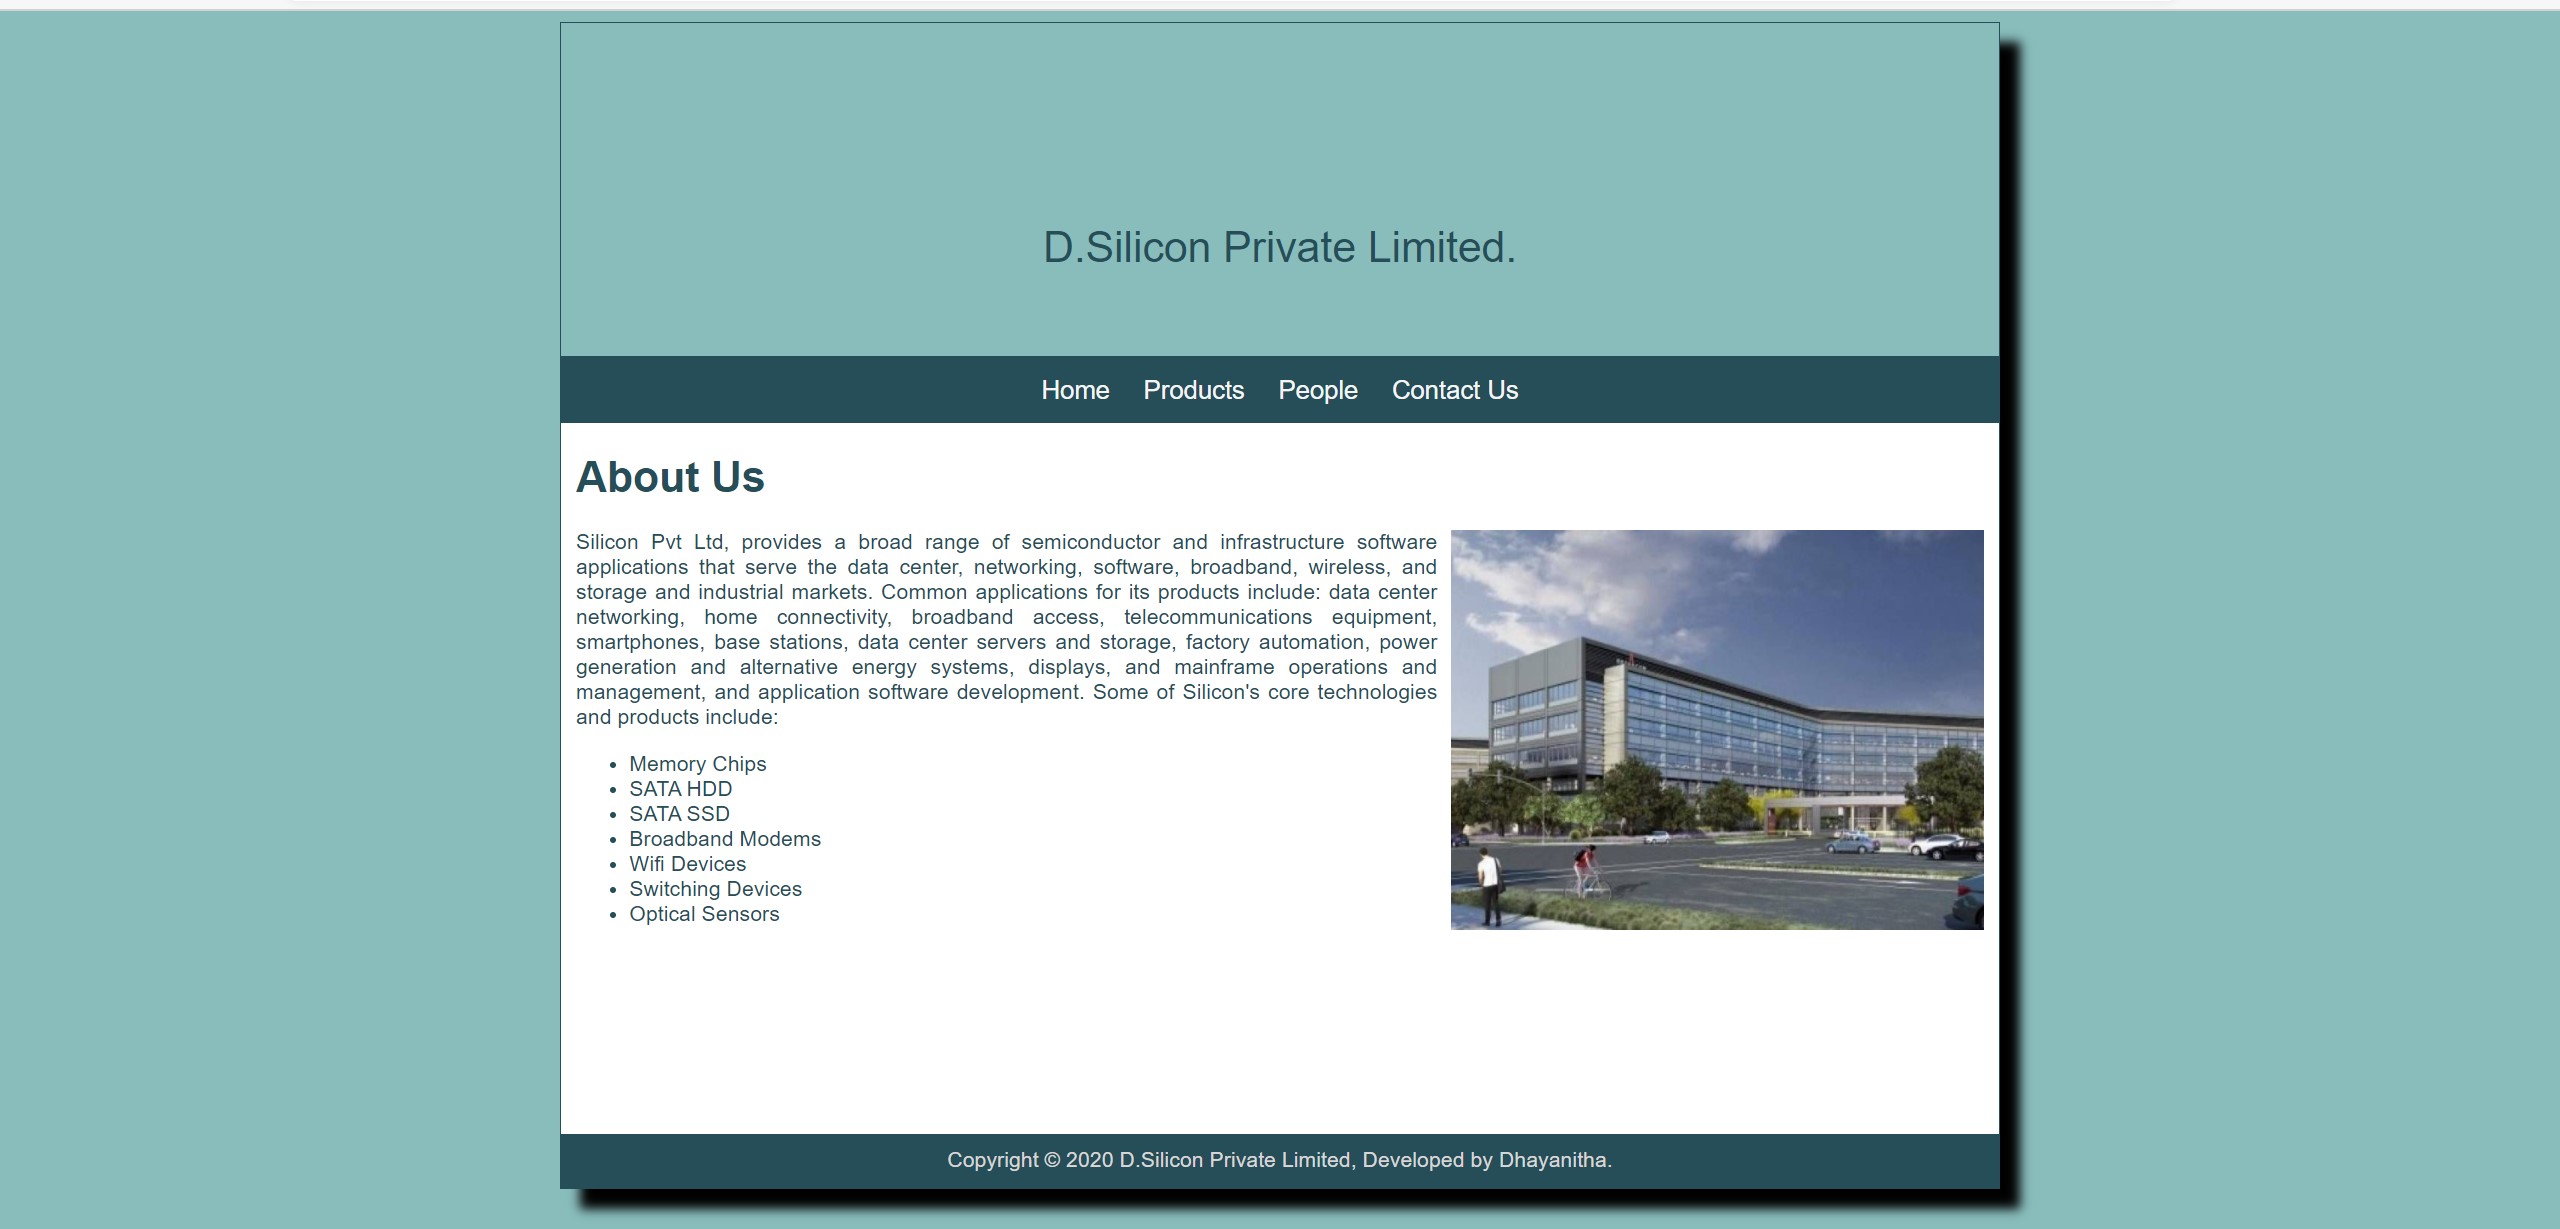 D.Silicon Private Limited.
Home Products People Contact Us
About Us
Silicon Pvt Ltd, provides a broad range of semiconductor and infrastructure software
applications that serve the data center, networking, software, broadband, wireless, and
storage and industrial markets. Common applications for its products include: data center
networking, home connectivity, broadband access, telecommunications equipment,
smartphones, base stations, data center servers and storage, factory automation, power
generation and alternative energy systems, displays, and mainframe operations and
management, and application software development. Some of Silicon's core technologies
and products include:
• Memory Chips
• SATA HDD
• SATA SSD
• Broadband Modems
• Wifi Devices
• Switching Devices
• Optical Sensors
Copyright © 2020 D.Silicon Private Limited, Developed by Dhayanitha.